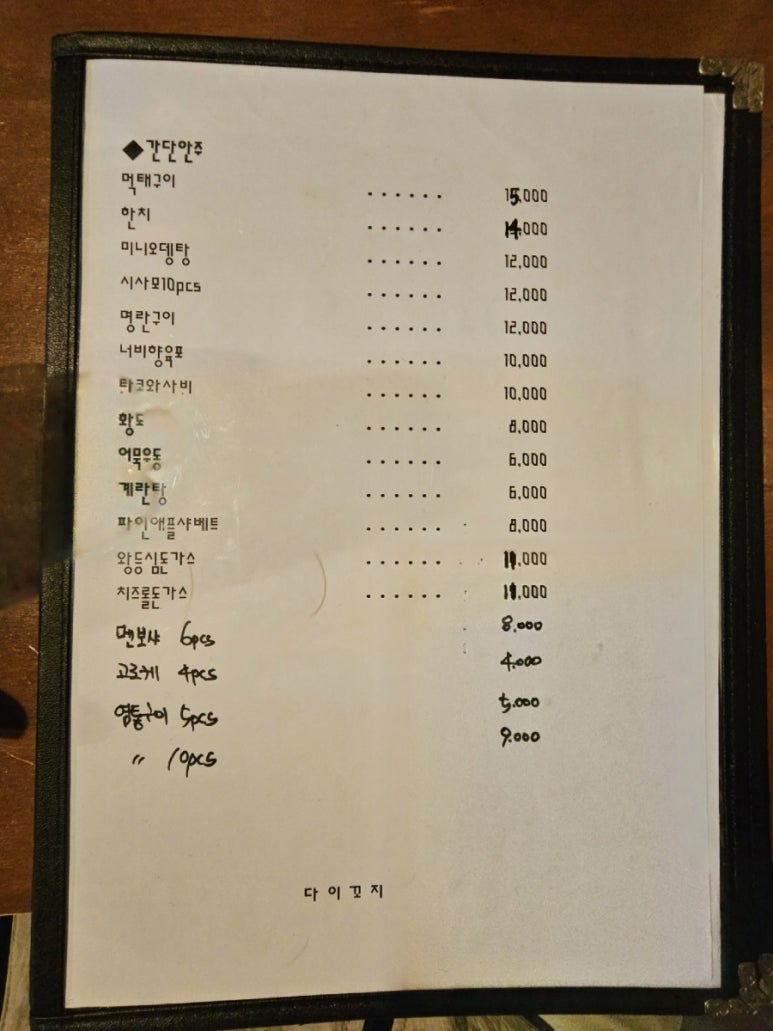 ◆간단안주
먹태구이 ...... 15,000
한치 ...... 14,000
미니오뎅탕 ...... 12,000
시사모10pcs ...... 12,000
명란구이 ...... 12,000
너비향육포 ...... 10,000
타코와사비 ...... 10,000
황도 ...... 8,000
어묵우동 ...... 6,000
계란탕 ...... 6,000
파인애플샤베트 ...... 8,000
왕등심돈가스 ...... 11,000
치즈롤돈가스 ...... 11,000
멘보샤 6pcs 8.000
고로케 4pcs 4.000
염통구이 5pcs 5.000
〃 10pcs 9.000
다이꼬지